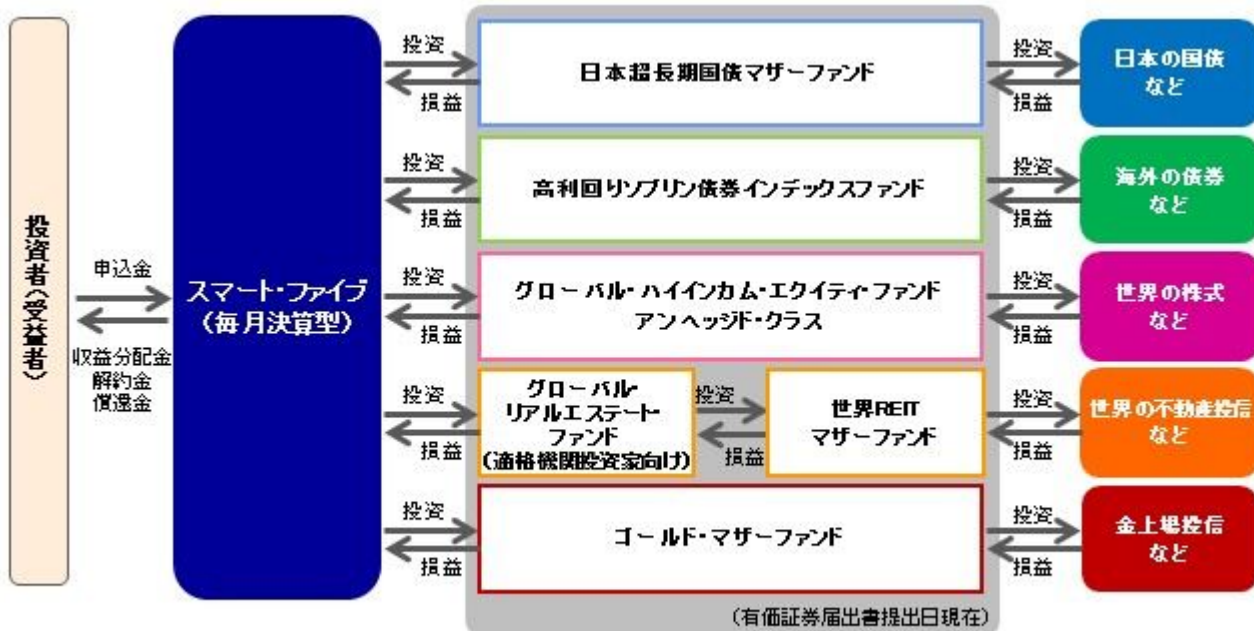 投資者(受益者)
申込金
収益分配金
解約金
償還金
スマート・ファイブ
(毎月決算型)
投資
損益
日本超長期国債マザーファンド
投資
損益
日本の国債
など
投資
損益
高利回りソブリン債券インデックスファンド
投資
損益
海外の債券
など
投資
損益
グローバル・ハイインカム・エクイティ・ファンド
アンヘッジド・クラス
投資
損益
世界の株式
など
投資
損益
グローバル・
リアルエステート・
ファンド
(適格機関投資家向け)
投資
損益
世界REIT
マザーファンド
投資
損益
世界の不動産投信
など
投資
損益
ゴールド・マザーファンド
投資
損益
金上場投信
など
(有価証券届出書提出日現在)